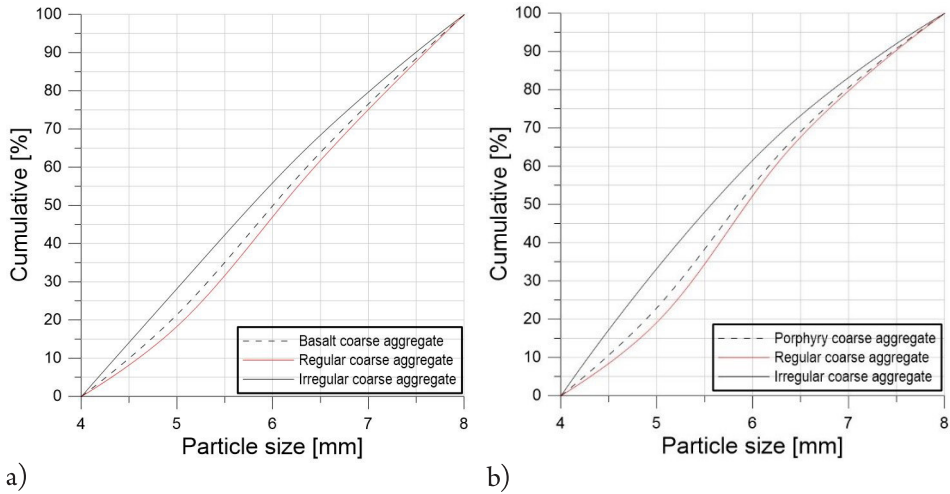 100
90
80
70
60
50
40
30
20
10
0
Cumulative [%]
4 5 6 7 8
Particle size [mm]
Basalt coarse aggregate
Regular coarse aggregate
Irregular coarse aggregate
a)
100
90
80
70
60
50
40
30
20
10
0
Cumulative [%]
4 5 6 7 8
Particle size [mm]
Porphyry coarse aggregate
Regular coarse aggregate
Irregular coarse aggregate
b)